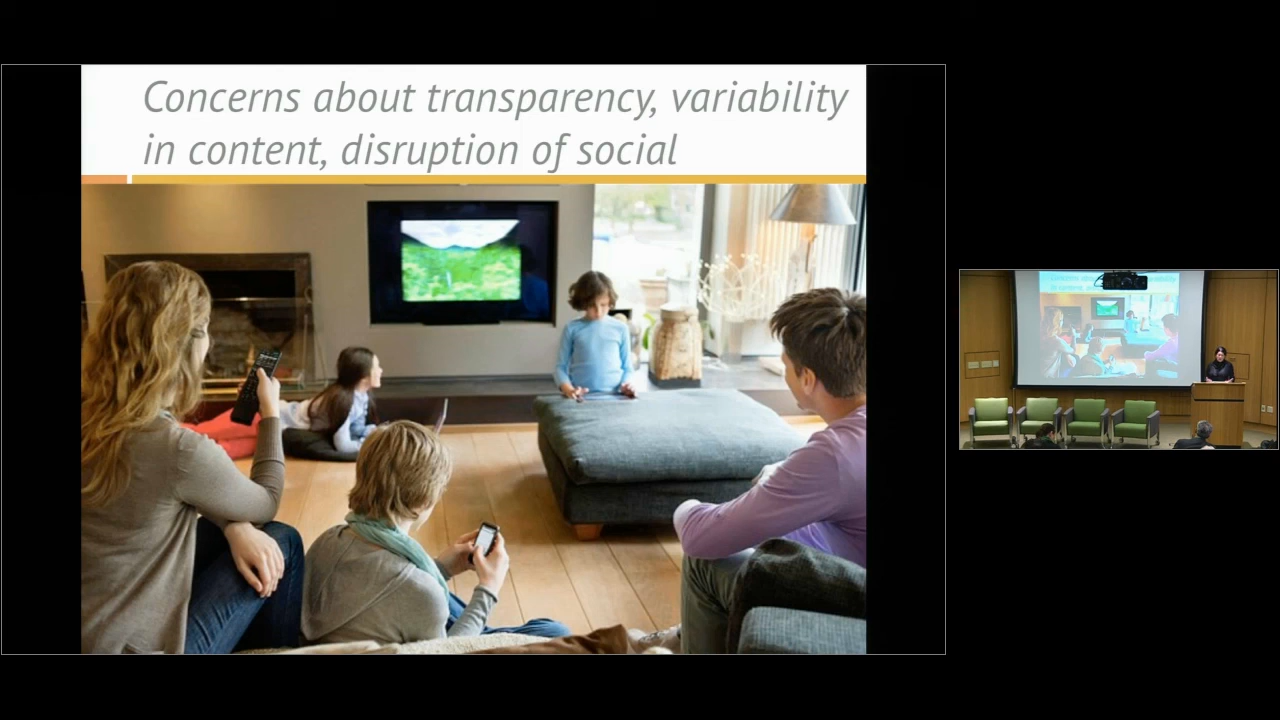 Concerns about transparency, variability
in content, disruption of social